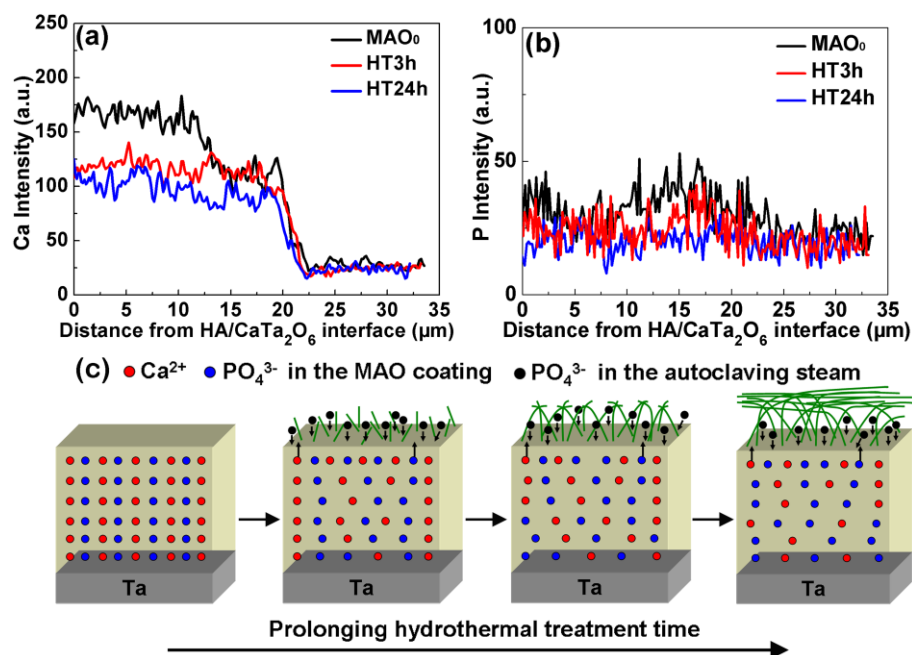 (a)
MAO₀
HT3h
HT24h
Ca Intensity (a.u.)
250
200
150
100
50
0
0 5 10 15 20 25 30 35
Distance from HA/CaTa₂O₆ interface (μm)
(b)
MAO₀
HT3h
HT24h
P Intensity (a.u.)
100
50
0
0 5 10 15 20 25 30 35
Distance from HA/CaTa₂O₆ interface (μm)
(c) Ca²⁺ PO₄³⁻ in the MAO coating PO₄³⁻ in the autoclaving steam
Ta Ta Ta Ta
Prolonging hydrothermal treatment time